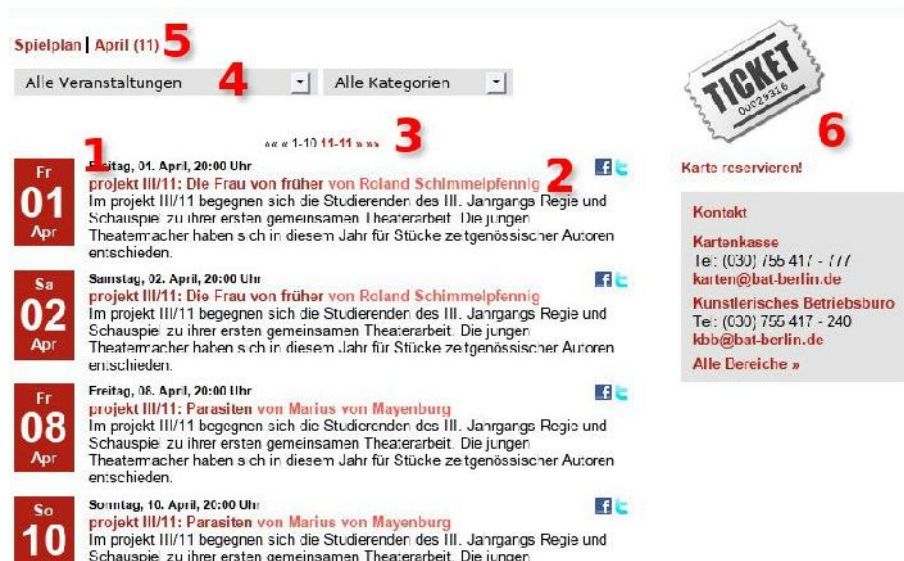 Spielplan | April (11) 5
Alle Veranstaltungen 4 Alle Kategorien
«« « 1-10 11-11 » »» 3
1
Fr
01
Apr
Freitag, 01. April, 20:00 Uhr
projekt III/11: Die Frau von früher von Roland Schimmelpfennig 2
Im projekt III/11 begegnen sich die Studierenden des III. Jahrgangs Regie und
Schauspiel zu ihrer ersten gemeinsamen Theaterarbeit. Die jungen
Theatermacher haben sich in diesem Jahr für Stücke zeitgenössischer Autoren
entschieden.
Sa
02
Apr
Samstag, 02. April, 20:00 Uhr
projekt III/11: Die Frau von früher von Roland Schimmelpfennig
Im projekt III/11 begegnen sich die Studierenden des III. Jahrgangs Regie und
Schauspiel zu ihrer ersten gemeinsamen Theaterarbeit. Die jungen
Theatermacher haben sich in diesem Jahr für Stücke zeitgenössischer Autoren
entschieden.
Fr
08
Apr
Freitag, 08. April, 20:00 Uhr
projekt III/11: Parasiten von Marius von Mayenburg
Im projekt III/11 begegnen sich die Studierenden des III. Jahrgangs Regie und
Schauspiel zu ihrer ersten gemeinsamen Theaterarbeit. Die jungen
Theatermacher haben sich in diesem Jahr für Stücke zeitgenössischer Autoren
entschieden.
So
10
Sonntag, 10. April, 20:00 Uhr
projekt III/11: Parasiten von Marius von Mayenburg
Im projekt III/11 begegnen sich die Studierenden des III. Jahrgangs Regie und
Schauspiel zu ihrer ersten gemeinsamen Theaterarbeit. Die jungen
TICKET
00029316
6
Karte reservieren!
Kontakt
Kartenkasse
Tel: (030) 755 417 - 777
karten@bat-berlin.de
Künstlerisches Betriebsbüro
Tel: (030) 755 417 - 240
kbb@bat-berlin.de
Alle Bereiche »